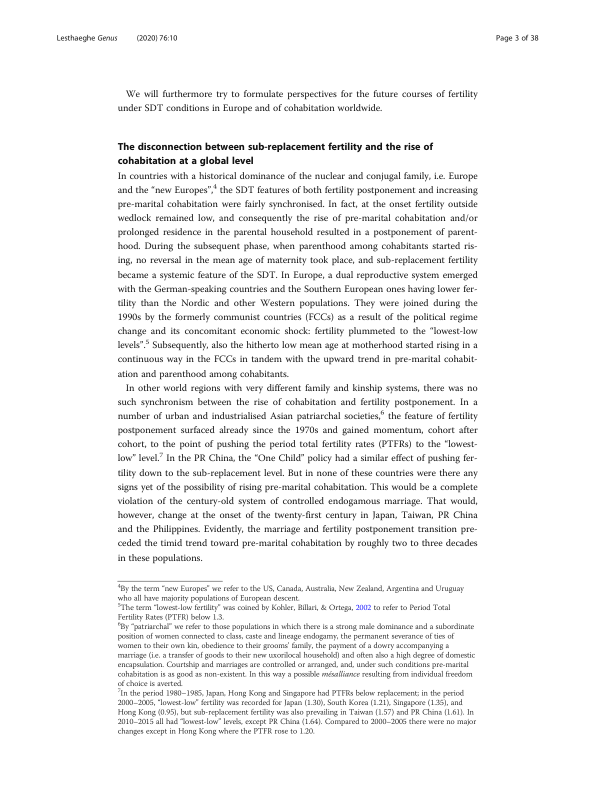 Lesthaeghe Genus (2020) 76:10 Page 3 of 38
We will furthermore try to formulate perspectives for the future courses of fertility
under SDT conditions in Europe and of cohabitation worldwide.
The disconnection between sub-replacement fertility and the rise of
cohabitation at a global level
In countries with a historical dominance of the nuclear and conjugal family, i.e. Europe
and the “new Europes”,4 the SDT features of both fertility postponement and increasing
pre-marital cohabitation were fairly synchronised. In fact, at the onset fertility outside
wedlock remained low, and consequently the rise of pre-marital cohabitation and/or
prolonged residence in the parental household resulted in a postponement of parent-
hood. During the subsequent phase, when parenthood among cohabitants started ris-
ing, no reversal in the mean age of maternity took place, and sub-replacement fertility
became a systemic feature of the SDT. In Europe, a dual reproductive system emerged
with the German-speaking countries and the Southern European ones having lower fer-
tility than the Nordic and other Western populations. They were joined during the
1990s by the formerly communist countries (FCCs) as a result of the political regime
change and its concomitant economic shock: fertility plummeted to the “lowest-low
levels”.5 Subsequently, also the hitherto low mean age at motherhood started rising in a
continuous way in the FCCs in tandem with the upward trend in pre-marital cohabit-
ation and parenthood among cohabitants.
In other world regions with very different family and kinship systems, there was no
such synchronism between the rise of cohabitation and fertility postponement. In a
number of urban and industrialised Asian patriarchal societies,6 the feature of fertility
postponement surfaced already since the 1970s and gained momentum, cohort after
cohort, to the point of pushing the period total fertility rates (PTFRs) to the “lowest-
low” level.7 In the PR China, the “One Child” policy had a similar effect of pushing fer-
tility down to the sub-replacement level. But in none of these countries were there any
signs yet of the possibility of rising pre-marital cohabitation. This would be a complete
violation of the century-old system of controlled endogamous marriage. That would,
however, change at the onset of the twenty-first century in Japan, Taiwan, PR China
and the Philippines. Evidently, the marriage and fertility postponement transition pre-
ceded the timid trend toward pre-marital cohabitation by roughly two to three decades
in these populations.
4By the term “new Europes” we refer to the US, Canada, Australia, New Zealand, Argentina and Uruguay
who all have majority populations of European descent.
5The term “lowest-low fertility” was coined by Kohler, Billari, & Ortega, 2002 to refer to Period Total
Fertility Rates (PTFR) below 1.3.
6By “patriarchal” we refer to those populations in which there is a strong male dominance and a subordinate
position of women connected to class, caste and lineage endogamy, the permanent severance of ties of
women to their own kin, obedience to their grooms’ family, the payment of a dowry accompanying a
marriage (i.e. a transfer of goods to their new uxorilocal household) and often also a high degree of domestic
encapsulation. Courtship and marriages are controlled or arranged, and, under such conditions pre-marital
cohabitation is as good as non-existent. In this way a possible mésalliance resulting from individual freedom
of choice is averted.
7In the period 1980–1985, Japan, Hong Kong and Singapore had PTFRs below replacement; in the period
2000–2005, “lowest-low” fertility was recorded for Japan (1.30), South Korea (1.21), Singapore (1.35), and
Hong Kong (0.95), but sub-replacement fertility was also prevailing in Taiwan (1.57) and PR China (1.61). In
2010–2015 all had “lowest-low” levels, except PR China (1.64). Compared to 2000–2005 there were no major
changes except in Hong Kong where the PTFR rose to 1.20.